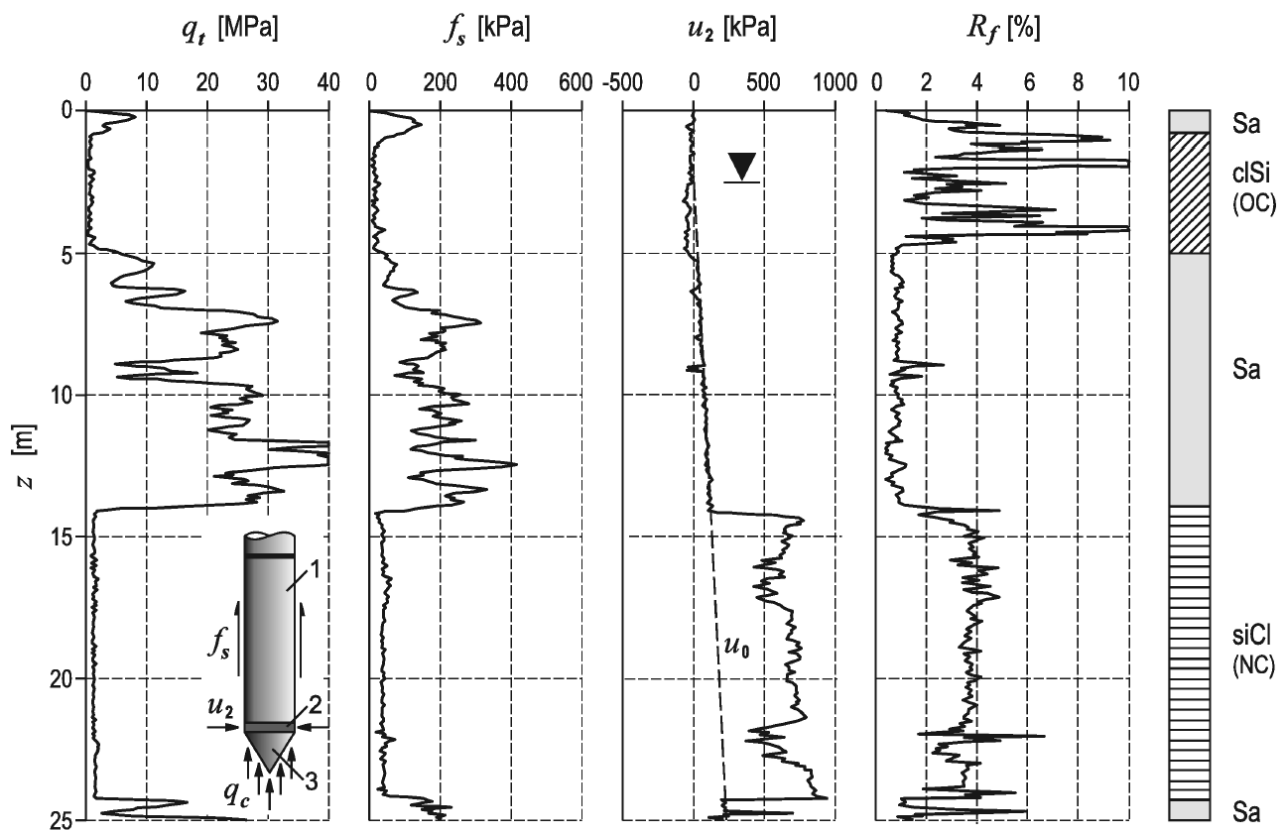 q_t [MPa] f_s [kPa] u_2 [kPa] R_f [%]
0 10 20 30 40 0 200 400 600 -500 0 500 1000 0 2 4 6 8 10
0
5
10
15
20
25
z [m]
Sa
clSi
(OC)
Sa
siCl
(NC)
Sa
1
f_s
u_2
2
3
q_c
u_0